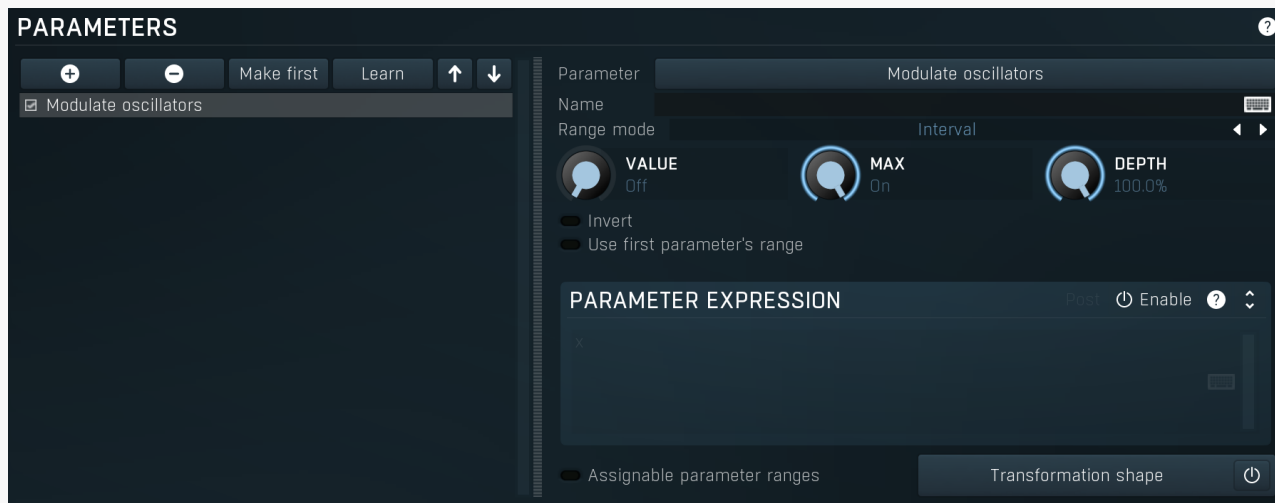 PARAMETERS
?
Make first
Learn
Modulate oscillators
Parameter
Modulate oscillators
Name
Range mode
Interval
VALUE
Off
MAX
On
DEPTH
100.0%
Invert
Use first parameter's range
PARAMETER EXPRESSION
Post
Enable
?
x
Assignable parameter ranges
Transformation shape